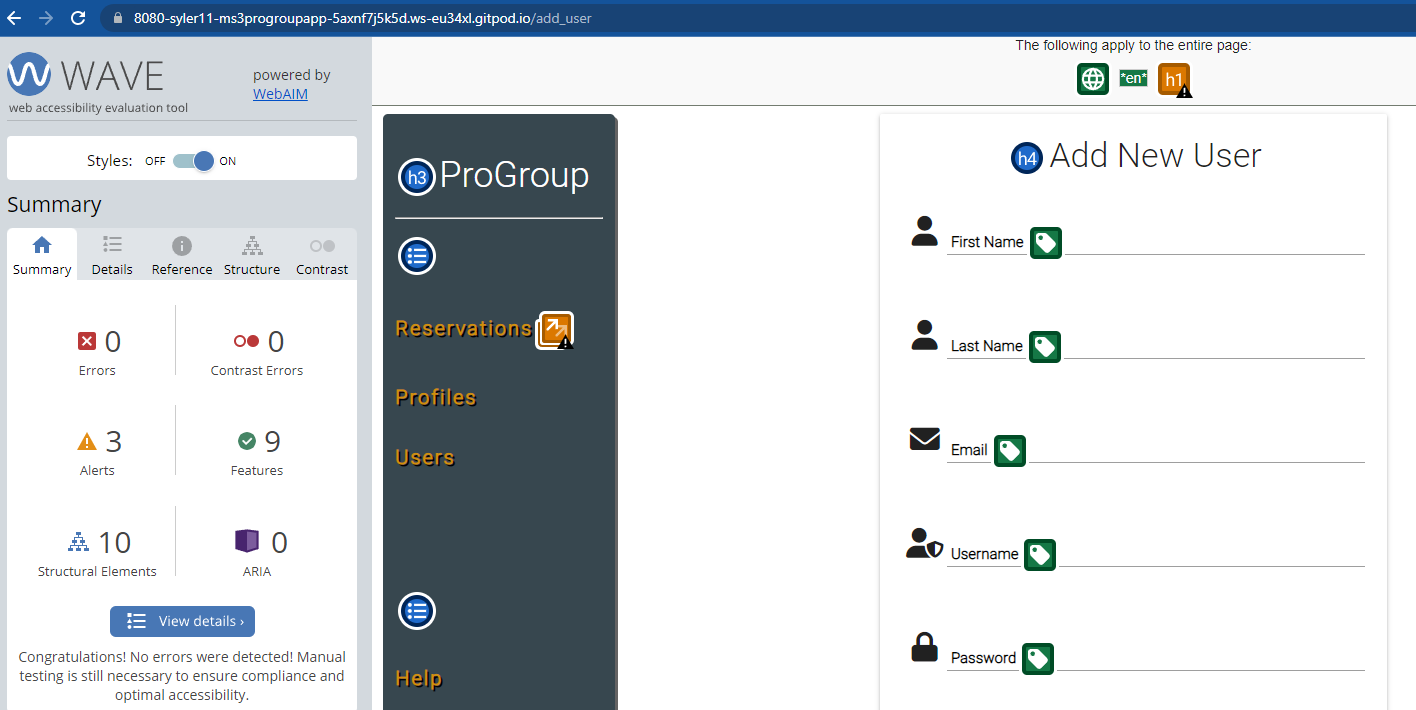 8080-syler11-ms3progroupapp-5axnf7j5k5d.ws-eu34xl.gitpod.io/add_user
WAVE
web accessibility evaluation tool
powered by
WebAIM
Styles: OFF ON
Summary
Summary Details Reference Structure Contrast
0
Errors
0
Contrast Errors
3
Alerts
9
Features
10
Structural Elements
0
ARIA
View details ›
Congratulations! No errors were detected! Manual
testing is still necessary to ensure compliance and
optimal accessibility.
The following apply to the entire page:
*en* h1
h3 ProGroup
Reservations
Profiles
Users
Help
h4 Add New User
First Name
Last Name
Email
Username
Password